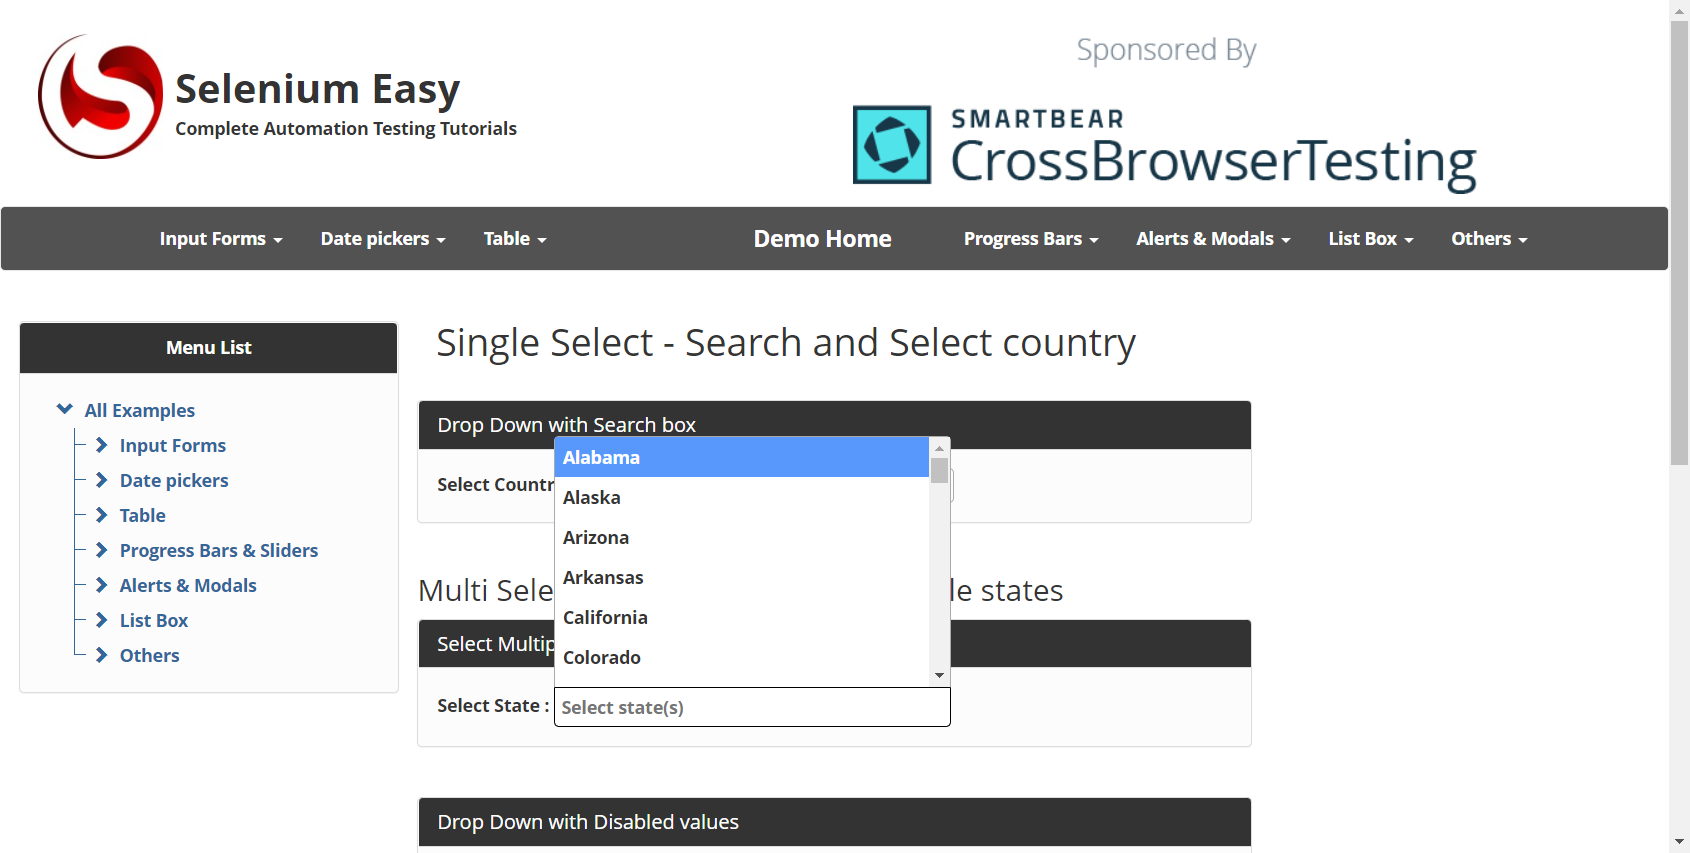 Selenium Easy
Complete Automation Testing Tutorials
Sponsored By
SMARTBEAR
CrossBrowserTesting
Input Forms Date pickers Table Demo Home Progress Bars Alerts & Modals List Box Others
Menu List
All Examples
Input Forms
Date pickers
Table
Progress Bars & Sliders
Alerts & Modals
List Box
Others
Single Select - Search and Select country
Drop Down with Search box
Select Countr
Alabama
Alaska
Arizona
Arkansas
California
Colorado
Multi Sele le states
Select Multip
Select State : Select state(s)
Drop Down with Disabled values